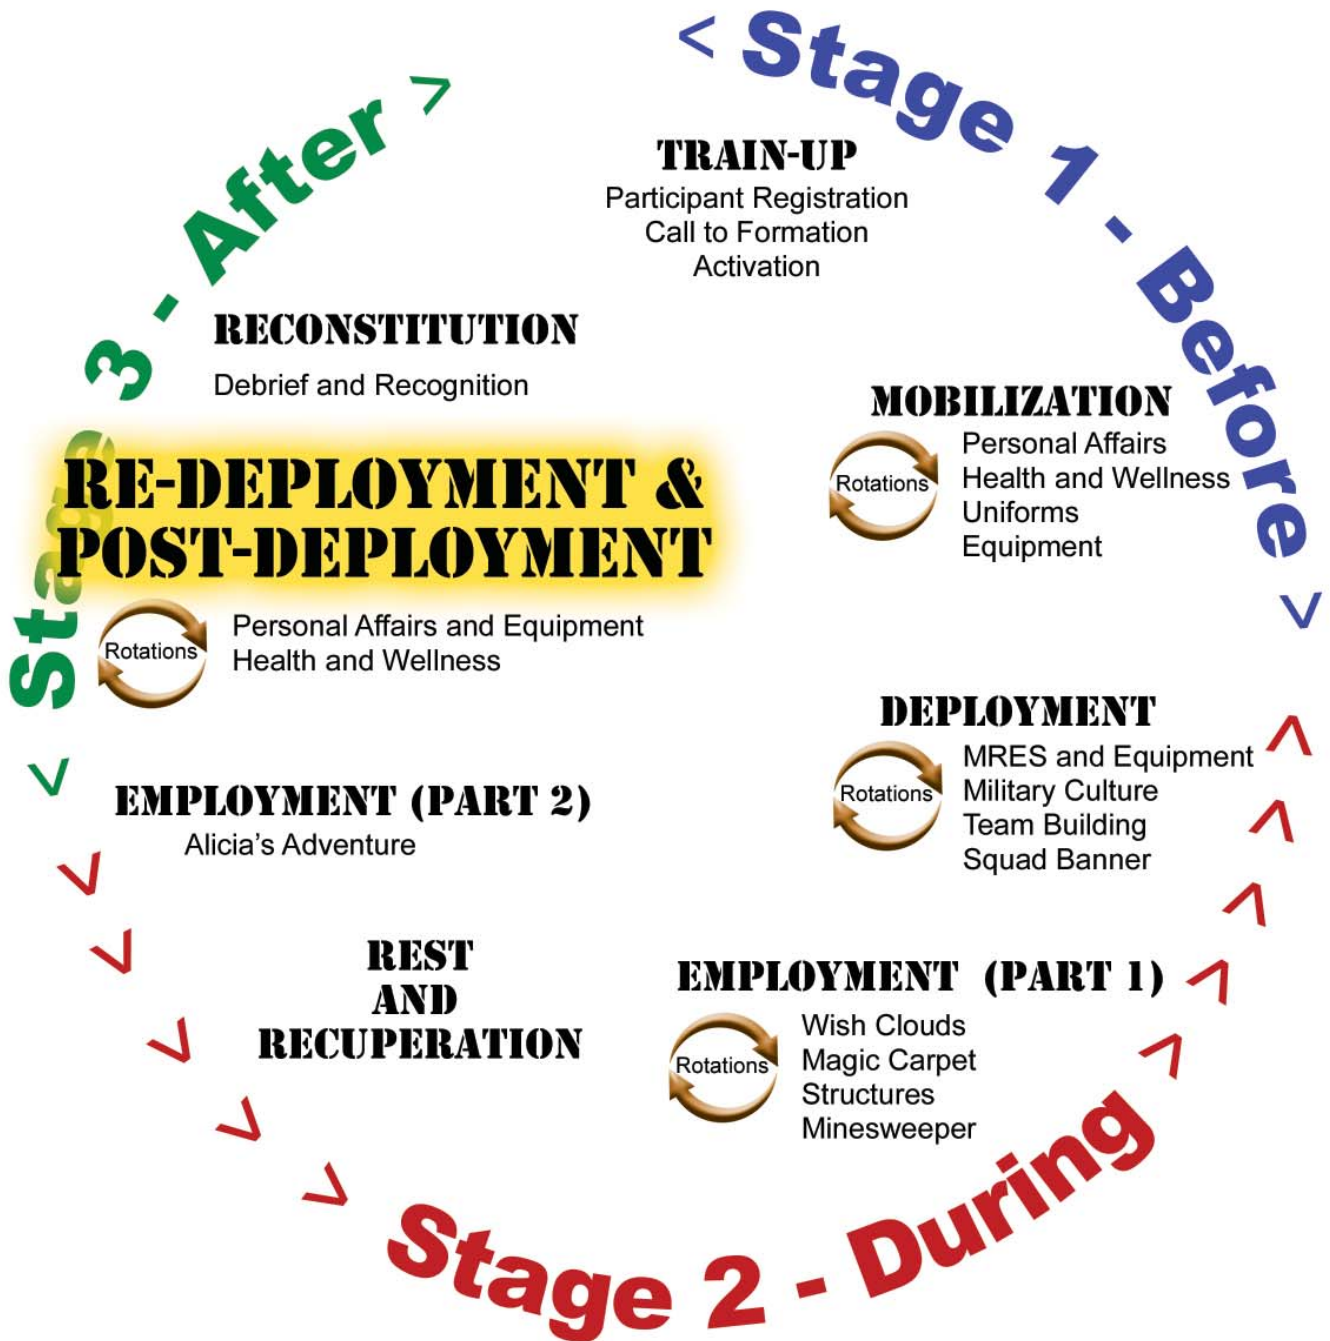 < Stage 1 - Before >
TRAIN-UP
Participant Registration
Call to Formation
Activation
MOBILIZATION
Rotations
Personal Affairs
Health and Wellness
Uniforms
Equipment
DEPLOYMENT
Rotations
MRES and Equipment
Military Culture
Team Building
Squad Banner
EMPLOYMENT (PART 1)
Rotations
Wish Clouds
Magic Carpet
Structures
Minesweeper
< < < < < Stage 2 - During > > > > > >
REST
AND
RECUPERATION
EMPLOYMENT (PART 2)
Alicia's Adventure
RE-DEPLOYMENT &
POST-DEPLOYMENT
Rotations
Personal Affairs and Equipment
Health and Wellness
RECONSTITUTION
Debrief and Recognition
< Stage 3 - After >